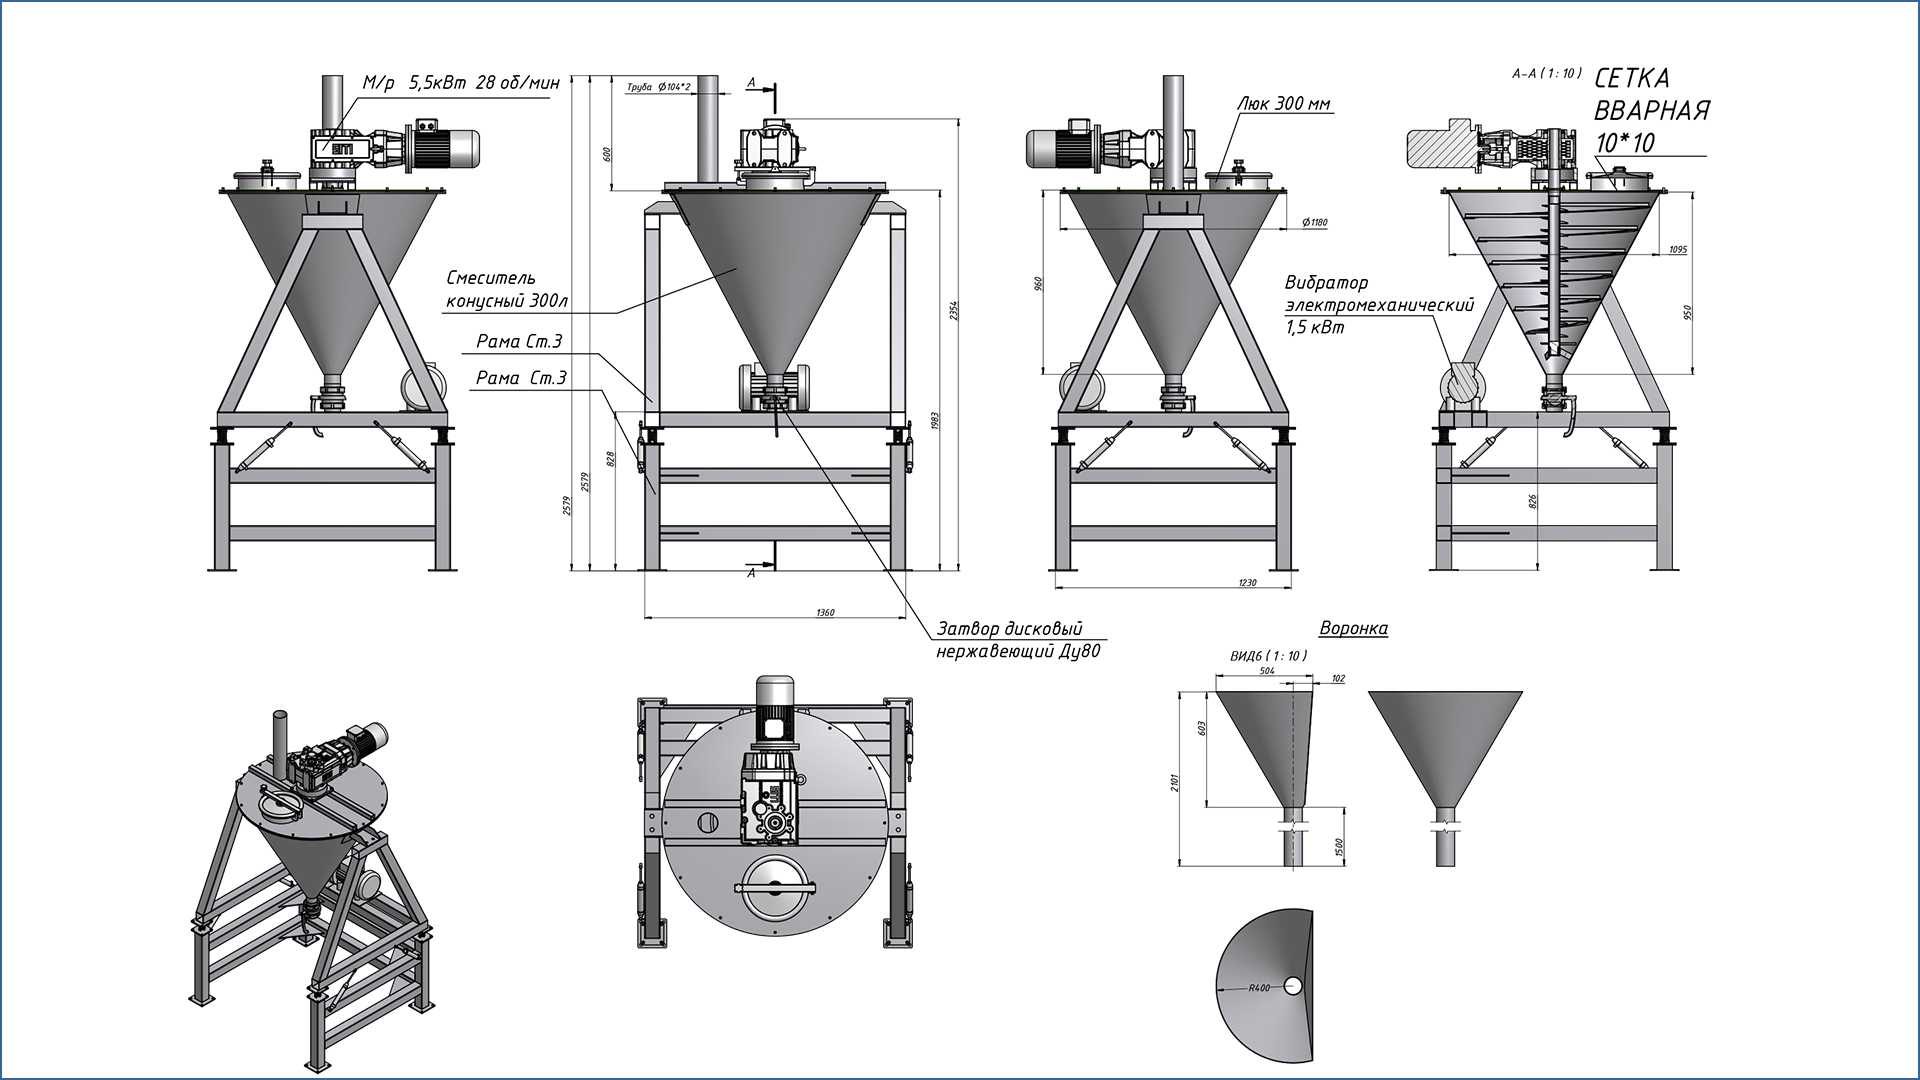 М/р 5,5кВт 28 об/мин
Труба Ф104*2
А
Люк 300 мм
А-А ( 1 : 10 )
СЕТКА
ВВАРНАЯ
10*10
600
Ф1180
1095
960
950
2354
Смеситель
конусный 300л
Вибратор
электромеханический
1,5 кВт
Рама Ст.3
Рама Ст.3
2579
2579
828
1983
826
А
1230
1360
Затвор дисковый
нержавеющий Ду80
Воронка
ВИД6 ( 1 : 10 )
504
102
603
2101
1500
R400